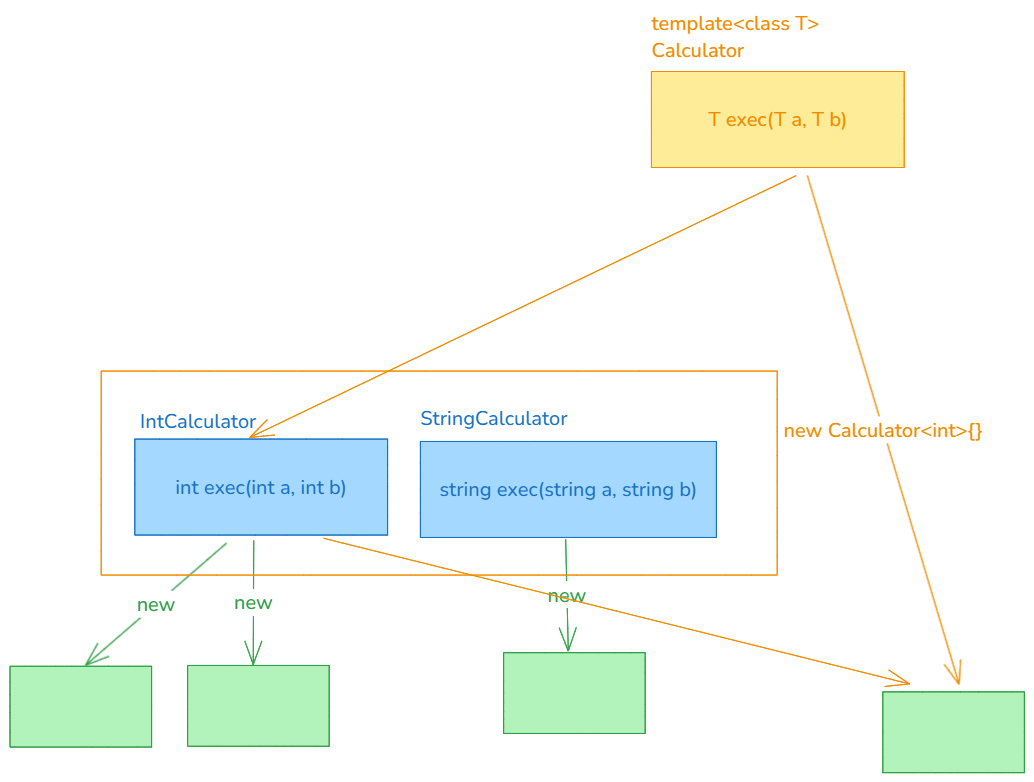 template<class T>
Calculator
T exec(T a, T b)
IntCalculator
StringCalculator
new Calculator<int>{}
int exec(int a, int b)
string exec(string a, string b)
new
new
new